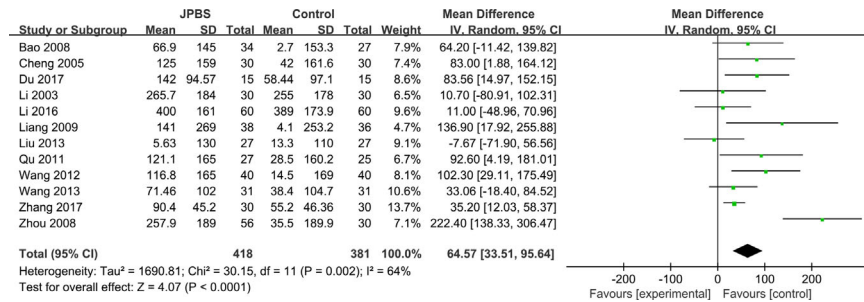 JPBS Control Mean Difference Mean Difference
Study or Subgroup Mean SD Total Mean SD Total Weight IV. Random. 95% CI IV. Random. 95% CI
Bao 2008 66.9 145 34 2.7 153.3 27 7.9% 64.20 [-11.42, 139.82]
Cheng 2005 125 159 30 42 161.6 30 7.3% 83.00 [1.88, 164.12]
Du 2017 142 94.57 15 58.44 97.1 15 8.7% 83.56 [14.97, 152.15]
Li 2003 265.7 184 30 255 178 30 6.3% 10.70 [-80.91, 102.31]
Li 2016 400 161 60 389 173.9 60 9.8% 11.00 [-48.96, 70.96]
Liang 2009 141 269 38 4.1 253.2 36 4.5% 136.90 [17.92, 255.88]
Liu 2013 5.63 130 27 13.3 110 27 9.3% -7.67 [-71.90, 56.56]
Qu 2011 121.1 165 27 28.5 160.2 25 6.6% 92.60 [4.19, 181.01]
Wang 2012 116.8 165 40 14.5 169 40 8.2% 102.30 [29.11, 175.49]
Wang 2013 71.46 102 31 38.4 104.7 31 10.7% 33.06 [-18.40, 84.52]
Zhang 2017 90.4 45.2 30 55.2 46.36 30 13.8% 35.20 [12.03, 58.37]
Zhou 2008 257.9 189 56 35.5 189.9 30 7.1% 222.40 [138.33, 306.47]
Total (95% CI) 418 381 100.0% 64.57 [33.51, 95.64]
Heterogeneity: Tau² = 1690.81; Chi² = 30.15, df = 11 (P = 0.002); I² = 64%
Test for overall effect: Z = 4.07 (P < 0.0001)
-200 -100 0 100 200
Favours [experimental] Favours [control]